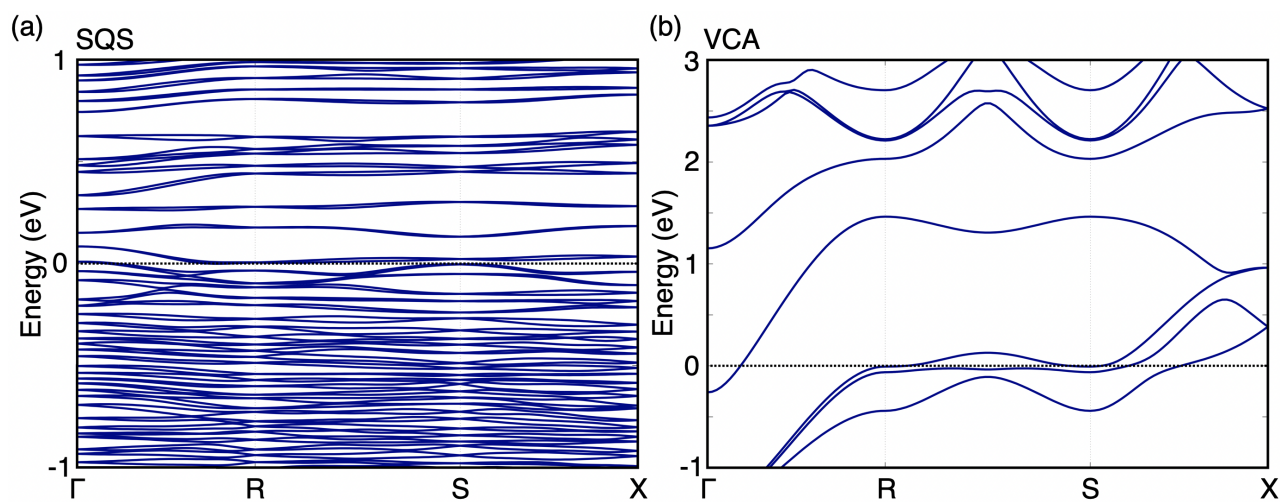 (a) SQS
Energy (eV)
1
0
-1
Γ R S X
(b) VCA
Energy (eV)
3
2
1
0
-1
Γ R S X